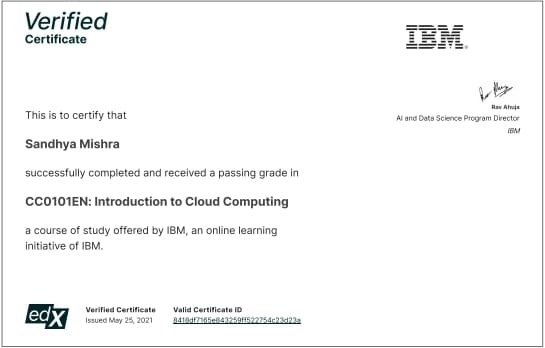 Verified
Certificate
IBM
Rav Ahuja
AI and Data Science Program Director
IBM
This is to certify that
Sandhya Mishra
successfully completed and received a passing grade in
CC0101EN: Introduction to Cloud Computing
a course of study offered by IBM, an online learning
initiative of IBM.
edX
Verified Certificate
Issued May 25, 2021
Valid Certificate ID
8418df7165e843259ff522754c23d23a